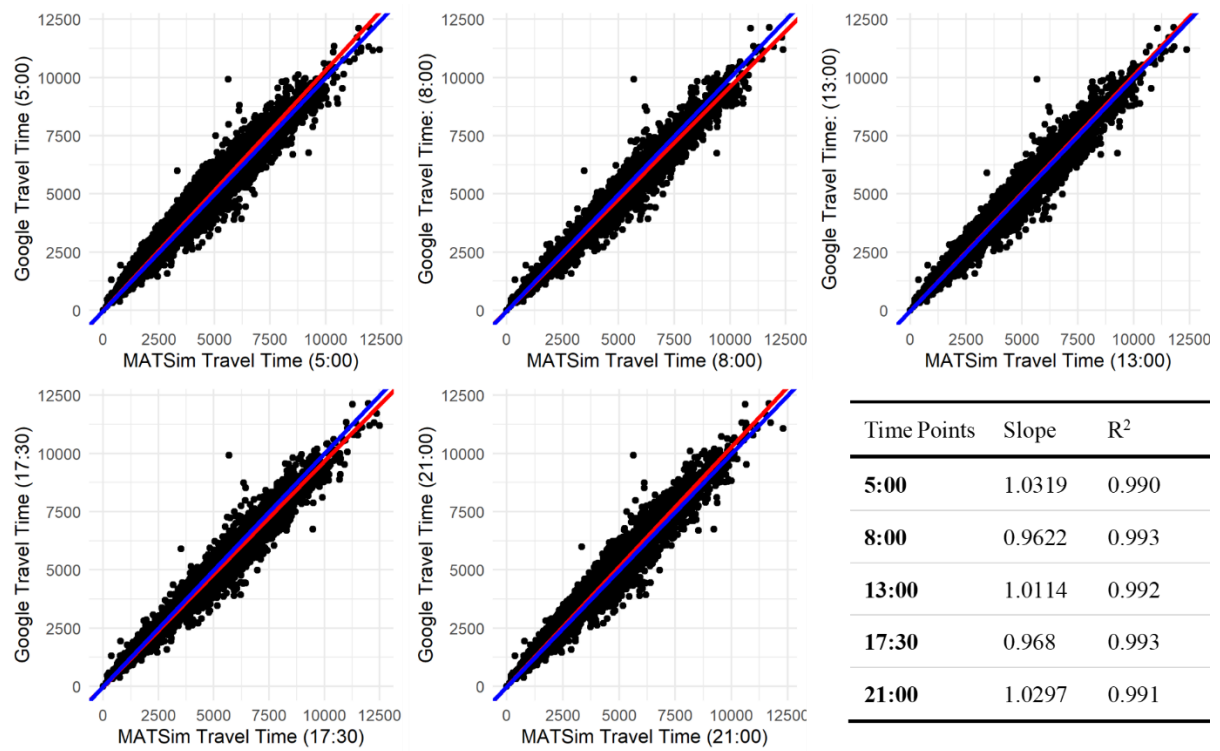 12500
10000
7500
5000
2500
0
Google Travel Time (5:00)
0 2500 5000 7500 10000 12500
MATSim Travel Time (5:00)
12500
10000
7500
5000
2500
0
Google Travel Time: (8:00)
0 2500 5000 7500 10000 12500
MATSim Travel Time (8:00)
12500
10000
7500
5000
2500
0
Google Travel Time: (13:00)
0 2500 5000 7500 10000 12500
MATSim Travel Time (13:00)
12500
10000
7500
5000
2500
0
Google Travel Time (17:30)
0 2500 5000 7500 10000 12500
MATSim Travel Time (17:30)
12500
10000
7500
5000
2500
0
Google Travel Time (21:00)
0 2500 5000 7500 10000 12500
MATSim Travel Time (21:00)
Time Points Slope R²
5:00 1.0319 0.990
8:00 0.9622 0.993
13:00 1.0114 0.992
17:30 0.968 0.993
21:00 1.0297 0.991